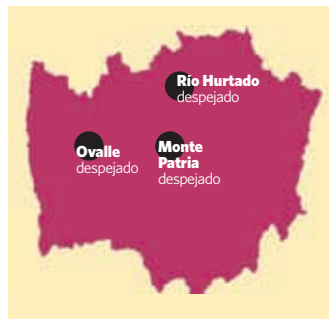 Río Hurtado
despejado
Ovalle
despejado
Monte
Patria
despejado